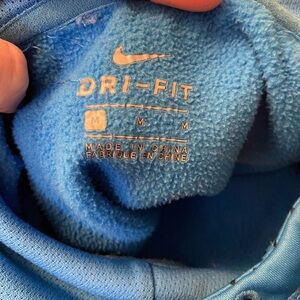 DRI-FIT
M M M
MADE IN CHINA
FABRIQUÉ EN CHINE